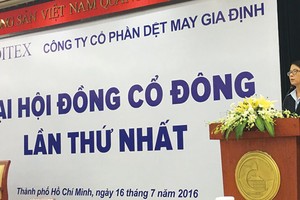 SẢN VIỆT NAM QUANG
DITEX CÔNG TY CỔ PHẦN DỆT MAY GIA ĐỊNH
ẠI HỘI ĐỒNG CỔ ĐÔNG
LẦN THỨ NHẤT
Thành phố Hồ Chí Minh, ngày 16 tháng 7 năm 2016